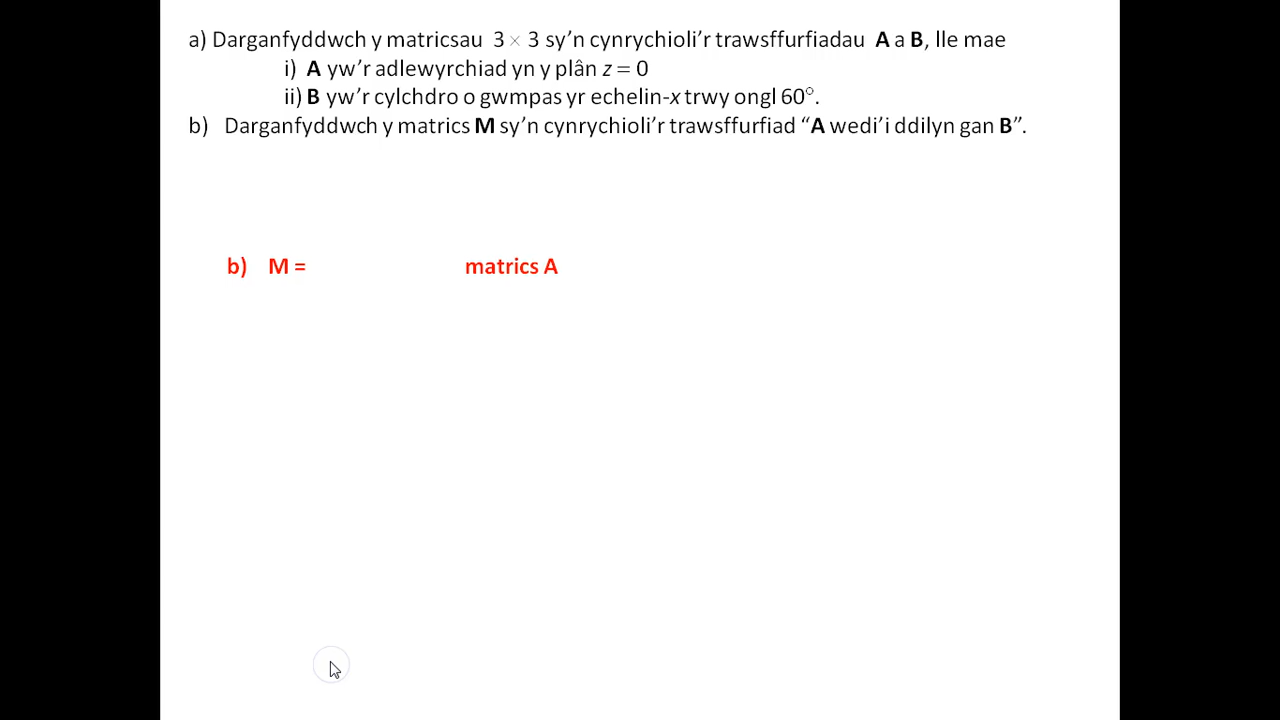 a) Darganfyddwch y matricsau 3 × 3 sy’n cynrychioli’r trawsffurfiadau A a B, lle mae
i) A yw’r adlewyrchiad yn y plân z = 0
ii) B yw’r cylchdro o gwmpas yr echelin-x trwy ongl 60°.
b) Darganfyddwch y matrics M sy’n cynrychioli’r trawsffurfiad “A wedi’i ddilyn gan B”.
b) M = matrics A